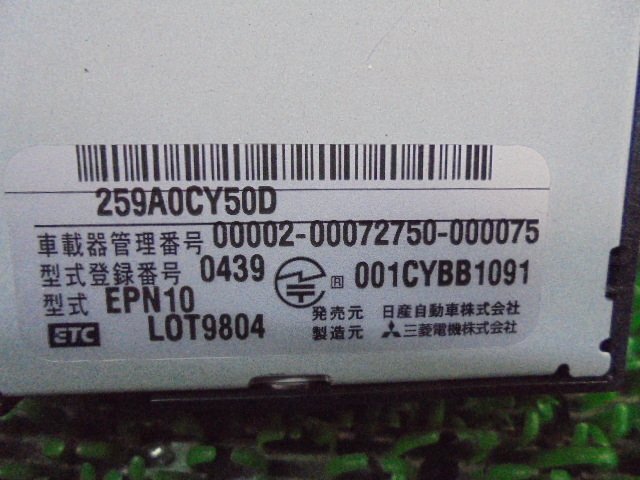 259A0CY50D
車載器管理番号 00002-00072750-000075
型式登録番号 0439 Ⓡ 001CYBB1091
型式 EPN10 発売元 日産自動車株式会社
ETC LOT9804 製造元 三菱電機株式会社